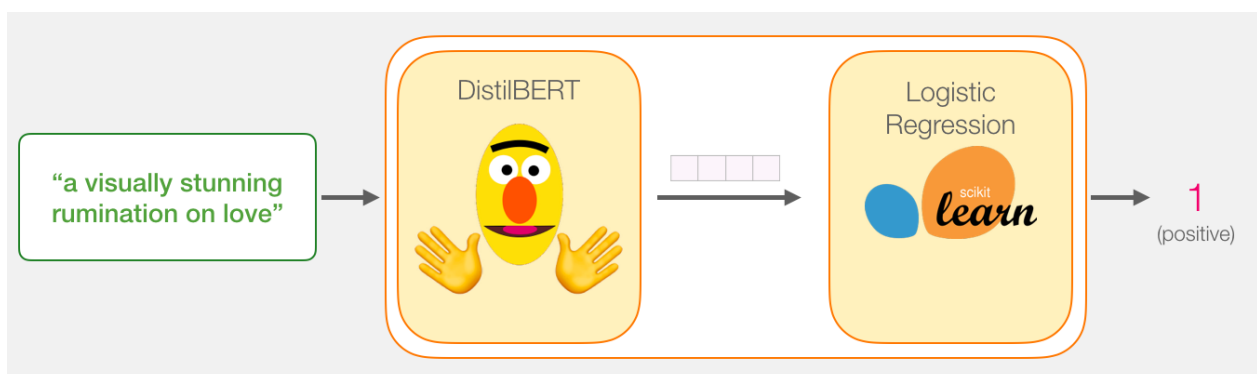 DistilBERT
Logistic
Regression
“a visually stunning
rumination on love”
scikit
learn
1
(positive)